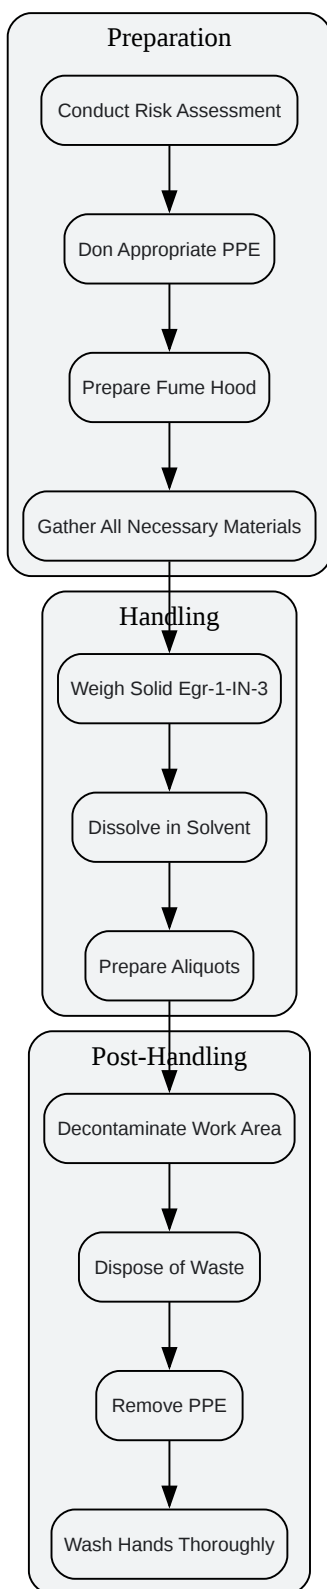 Preparation
Conduct Risk Assessment
Don Appropriate PPE
Prepare Fume Hood
Gather All Necessary Materials
Handling
Weigh Solid Egr-1-IN-3
Dissolve in Solvent
Prepare Aliquots
Post-Handling
Decontaminate Work Area
Dispose of Waste
Remove PPE
Wash Hands Thoroughly